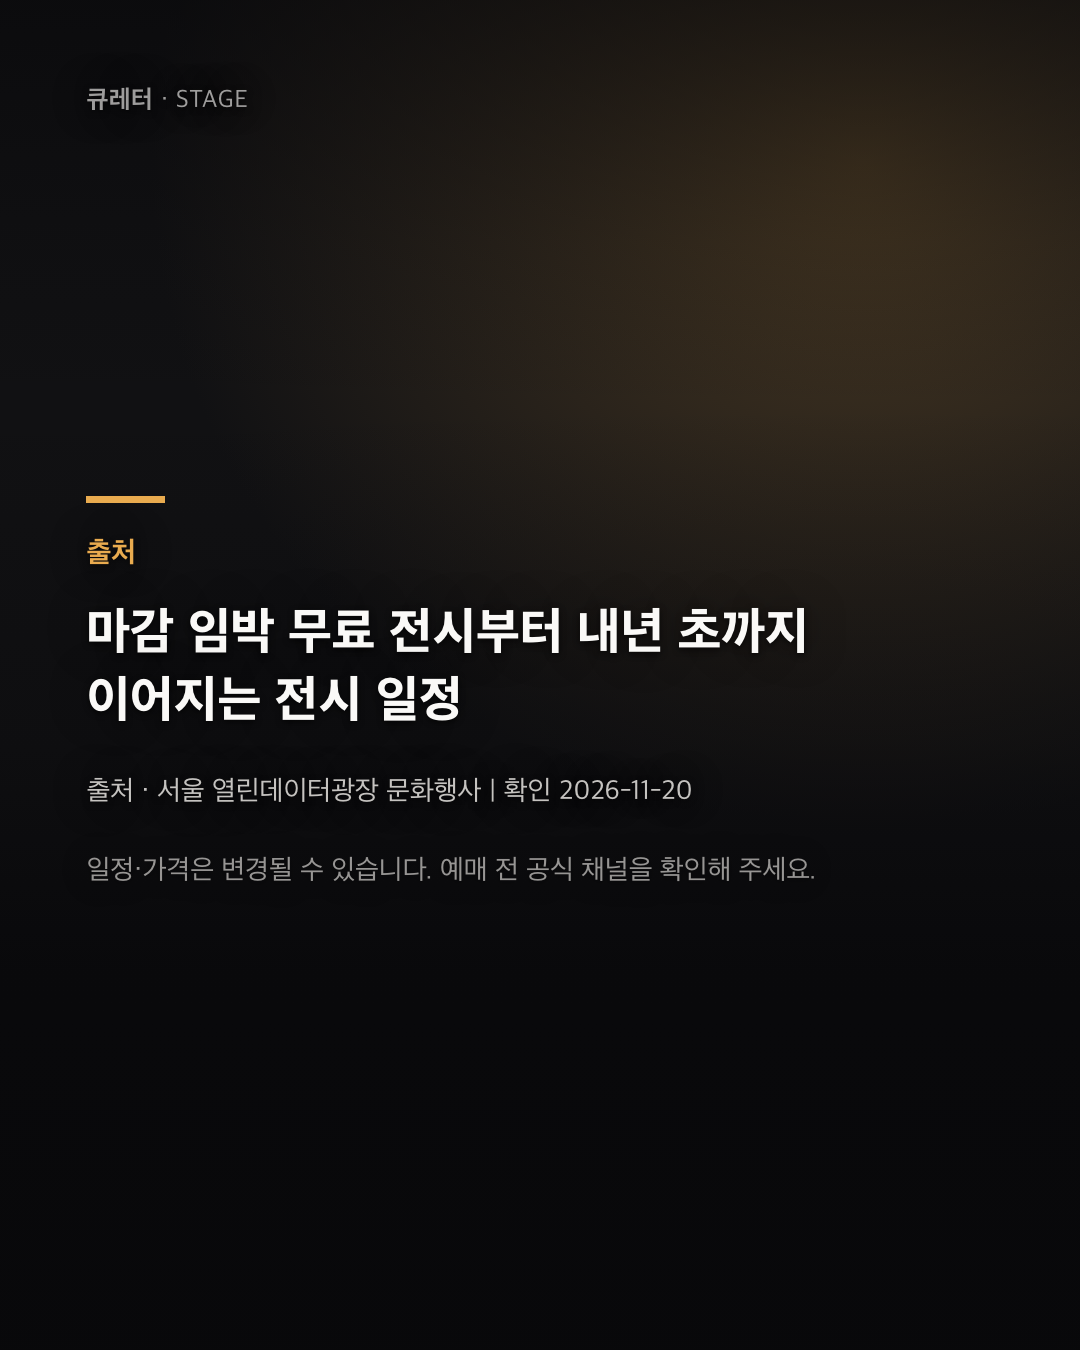 큐레터 · STAGE
출처
마감 임박 무료 전시부터 내년 초까지
이어지는 전시 일정
출처 · 서울 열린데이터광장 문화행사 | 확인 2026-11-20
일정·가격은 변경될 수 있습니다. 예매 전 공식 채널을 확인해 주세요.